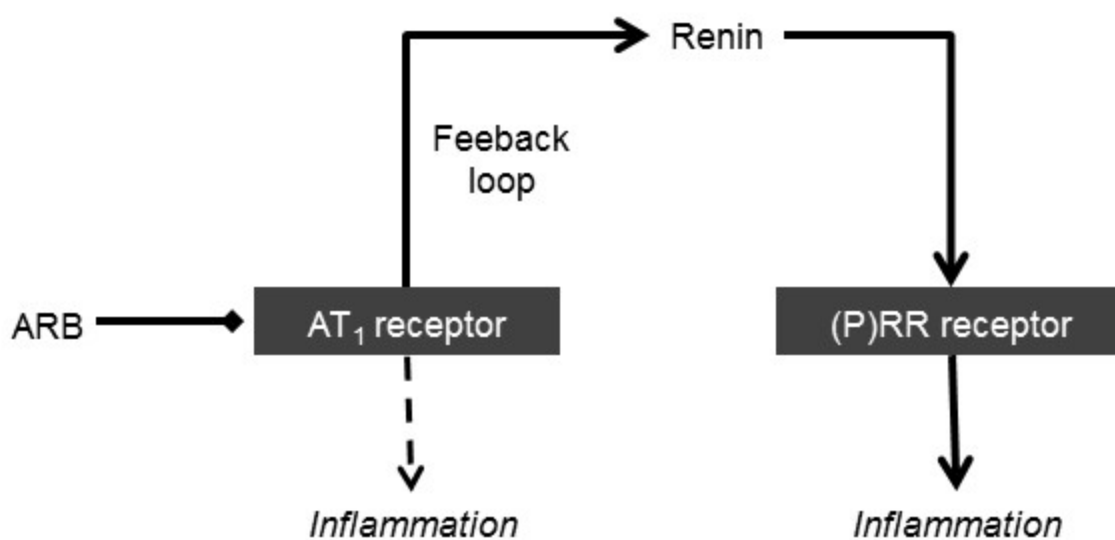 Renin
Feeback
loop
ARB
AT₁ receptor
(P)RR receptor
Inflammation
Inflammation